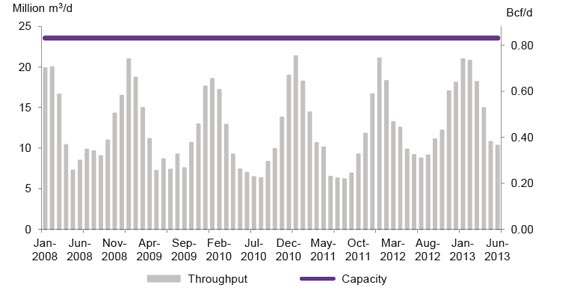 Million m³/d
Bcf/d
25
20
15
10
5
0
0.80
0.60
0.40
0.20
0.00
Jan-2008
Jun-2008
Nov-2008
Apr-2009
Sep-2009
Feb-2010
Jul-2010
Dec-2010
May-2011
Oct-2011
Mar-2012
Aug-2012
Jan-2013
Jun-2013
Throughput
Capacity